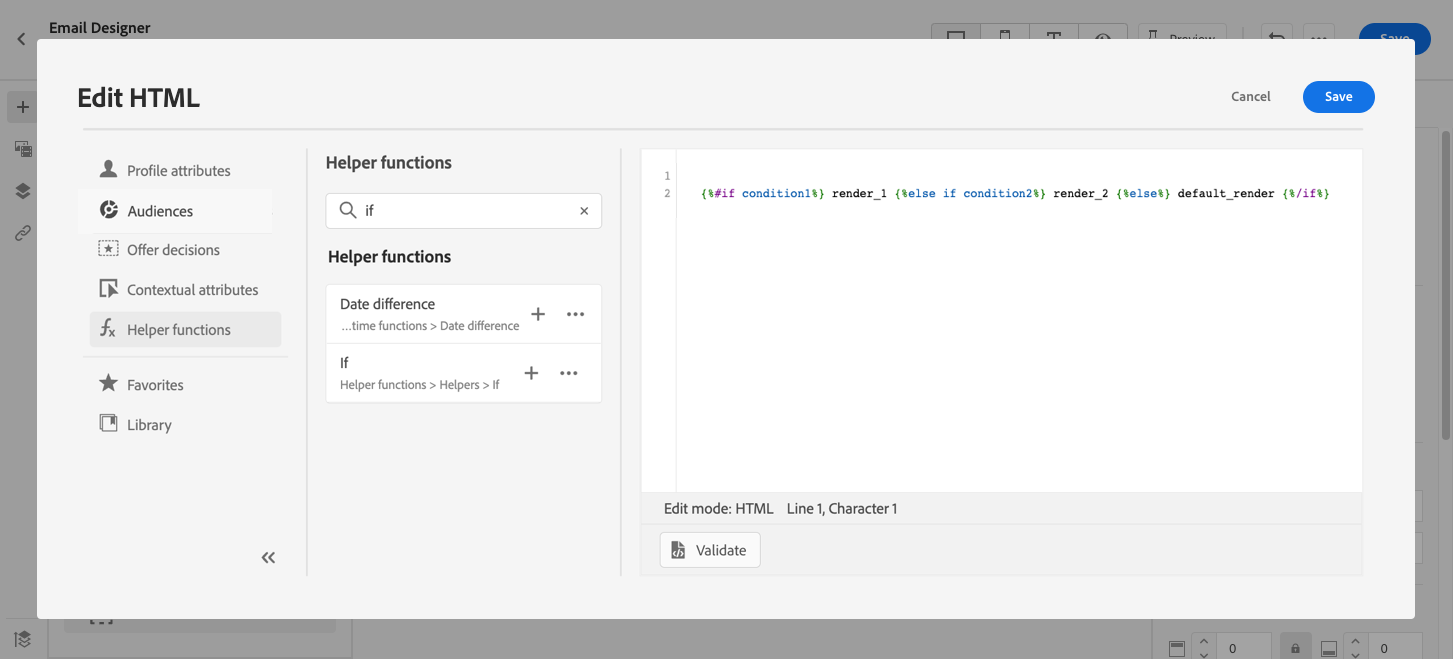 Email Designer
Preview
Save
Edit HTML
Cancel
Save
Profile attributes
Audiences
Offer decisions
Contextual attributes
Helper functions
Favorites
Library
Helper functions
if
Helper functions
Date difference
...time functions > Date difference
If
Helper functions > Helpers > If
1
2
{%#if condition1%} render_1 {%else if condition2%} render_2 {%else%} default_render {%/if%}
Edit mode: HTML Line 1, Character 1
Validate
0
0